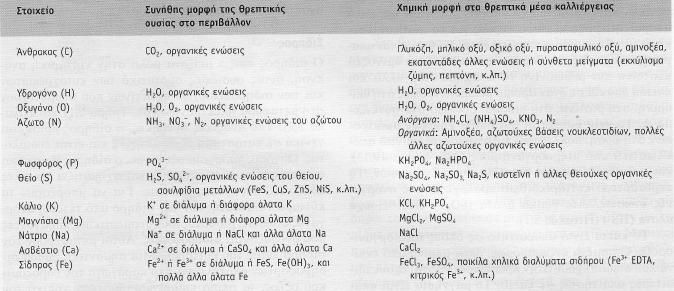 Στοιχείο Συνήθης μορφή της θρεπτικής Χημική μορφή στα θρεπτικά μέσα καλλιέργειας
ουσίας στο περιβάλλον
Άνθρακας (C) CO₂, οργανικές ενώσεις Γλυκόζη, μηλικό οξύ, οξικό οξύ, πυροσταφυλικό οξύ, αμινοξέα,
εκατοντάδες άλλες ενώσεις ή σύνθετα μείγματα (εκχύλισμα
ζύμης, πεπτόνη, κ.λπ.)
Υδρογόνο (H) H₂O, οργανικές ενώσεις H₂O, οργανικές ενώσεις
Οξυγόνο (O) H₂O, O₂, οργανικές ενώσεις H₂O, O₂, οργανικές ενώσεις
Άζωτο (N) NH₃, NO₃⁻, N₂, οργανικές ενώσεις του αζώτου Ανόργανα: NH₄Cl, (NH₄)SO₄, KNO₃, N₂
Οργανικά: Αμινοξέα, αζωτούχες βάσεις νουκλεοτιδίων, πολλές
άλλες αζωτούχες οργανικές ενώσεις
Φωσφόρος (P) PO₄³⁻ KH₂PO₄, Na₂HPO₄
Θείο (S) H₂S, SO₄²⁻, οργανικές ενώσεις του θείου, Na₂SO₄, Na₂SO₃, Na₂S, κυστεΐνη ή άλλες θειούχες οργανικές
σουλφίδια μετάλλων (FeS, CuS, ZnS, NiS, κ.λπ.) ενώσεις
Κάλιο (K) K⁺ σε διάλυμα ή διάφορα άλατα K KCl, KH₂PO₄
Μαγνήσιο (Mg) Mg²⁺ σε διάλυμα ή διάφορα άλατα Mg MgCl₂, MgSO₄
Νάτριο (Na) Na⁺ σε διάλυμα ή NaCl και άλλα άλατα Na NaCl
Ασβέστιο (Ca) Ca²⁺ σε διάλυμα ή CaSO₄ και άλλα άλατα Ca CaCl₂
Σίδηρος (Fe) Fe²⁺ ή Fe³⁺ σε διάλυμα ή FeS, Fe(OH)₃, και FeCl₃, FeSO₄, ποικίλα χηλικά διαλύματα σιδήρου (Fe³⁺ EDTA,
πολλά άλλα άλατα Fe κιτρικός Fe³⁺, κ.λπ.)